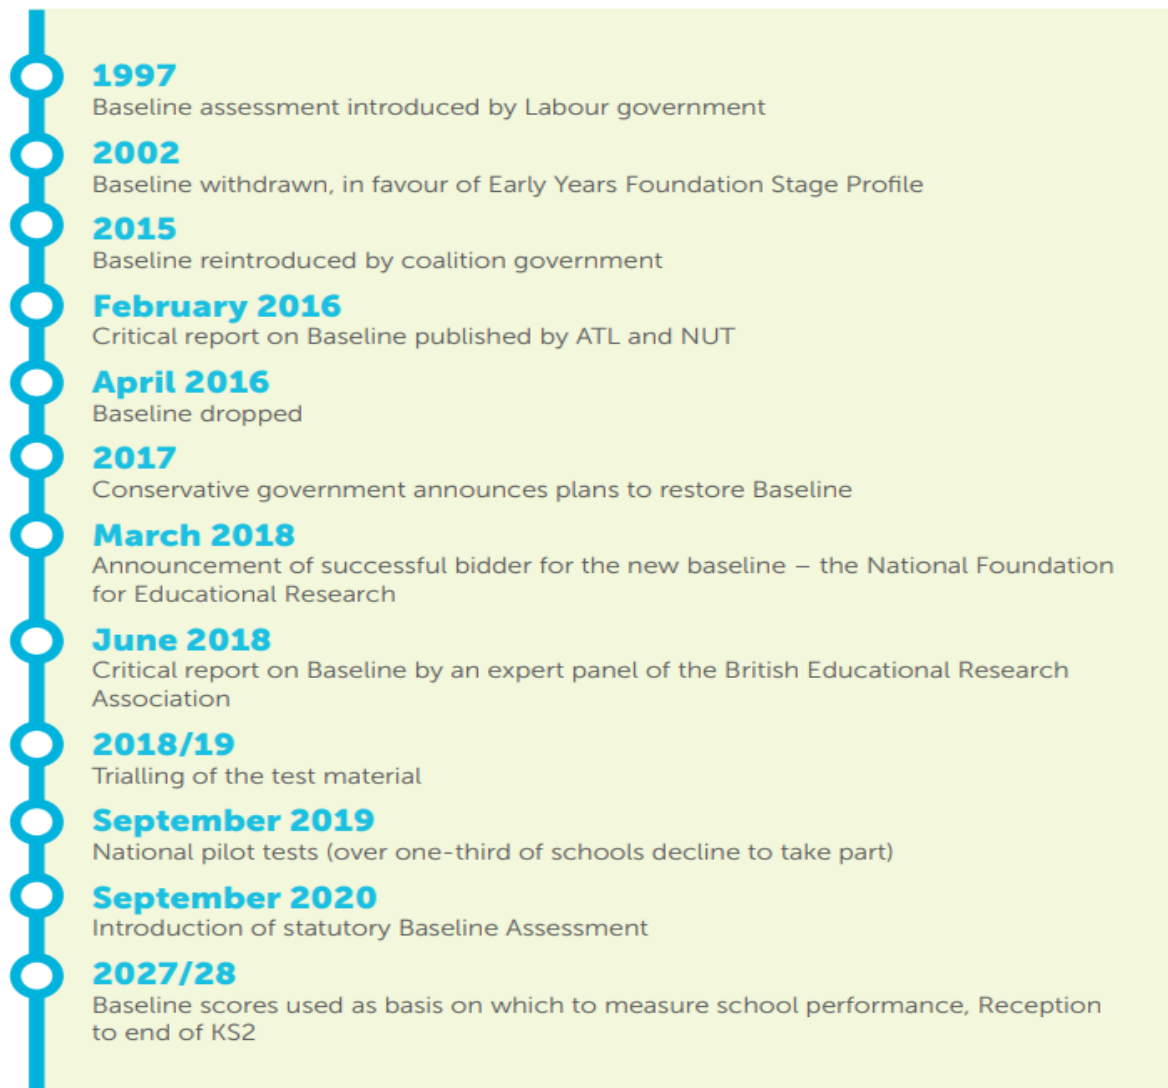 1997
Baseline assessment introduced by Labour government
2002
Baseline withdrawn, in favour of Early Years Foundation Stage Profile
2015
Baseline reintroduced by coalition government
February 2016
Critical report on Baseline published by ATL and NUT
April 2016
Baseline dropped
2017
Conservative government announces plans to restore Baseline
March 2018
Announcement of successful bidder for the new baseline – the National Foundation
for Educational Research
June 2018
Critical report on Baseline by an expert panel of the British Educational Research
Association
2018/19
Trialling of the test material
September 2019
National pilot tests (over one-third of schools decline to take part)
September 2020
Introduction of statutory Baseline Assessment
2027/28
Baseline scores used as basis on which to measure school performance, Reception
to end of KS2